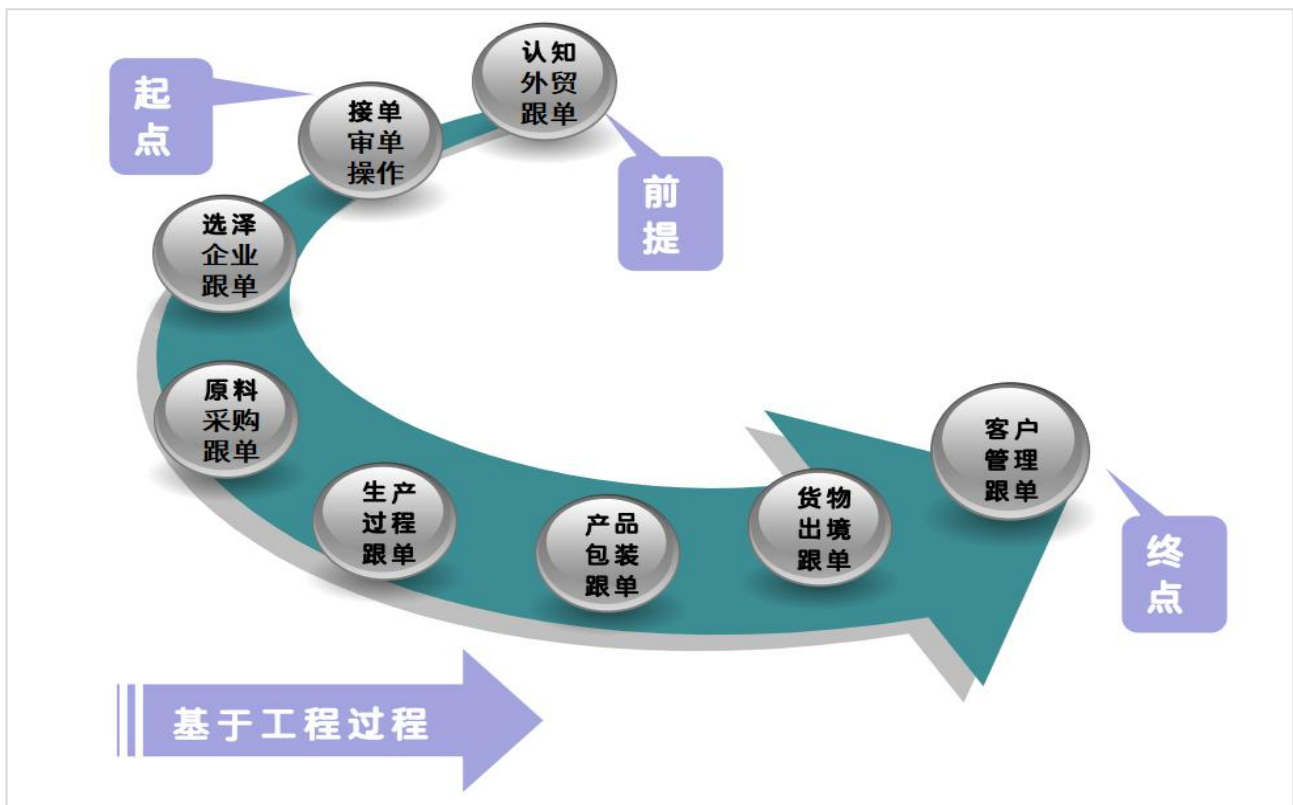 认知
外贸
跟单
前
提
起
点
接单
审单
操作
选泽
企业
跟单
原料
采购
跟单
生产
过程
跟单
产品
包装
跟单
货物
出境
跟单
客户
管理
跟单
终
点
基于工程过程